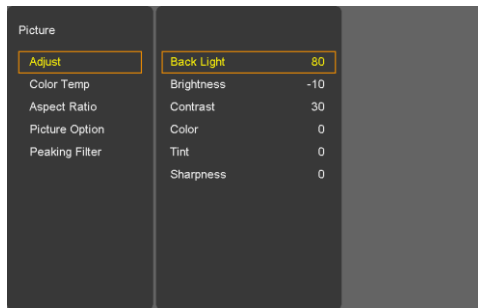 Picture
Adjust
Color Temp
Aspect Ratio
Picture Option
Peaking Filter
Back Light 80
Brightness -10
Contrast 30
Color 0
Tint 0
Sharpness 0